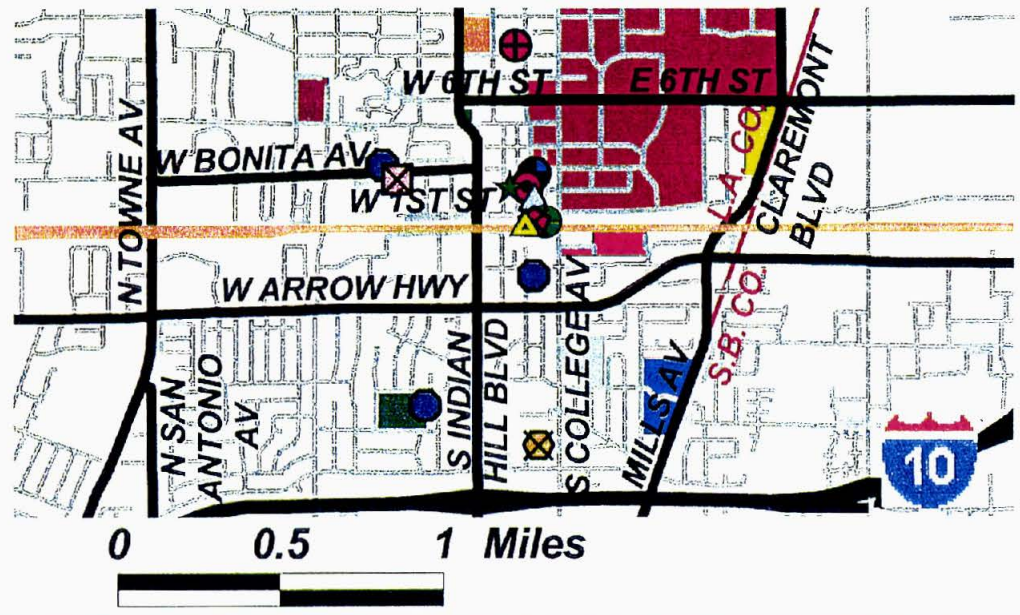 W 6TH ST
E 6TH ST
N TOWNE AV
W BONITA AV
W 1ST ST
L.A. CO.
CLAREMONT
BLVD
W ARROW HWY
S.B. CO.
N SAN
ANTONIO
AV
S INDIAN
HILL BLVD
S COLLEGE AV
MILLS AV
10
0 0.5 1 Miles